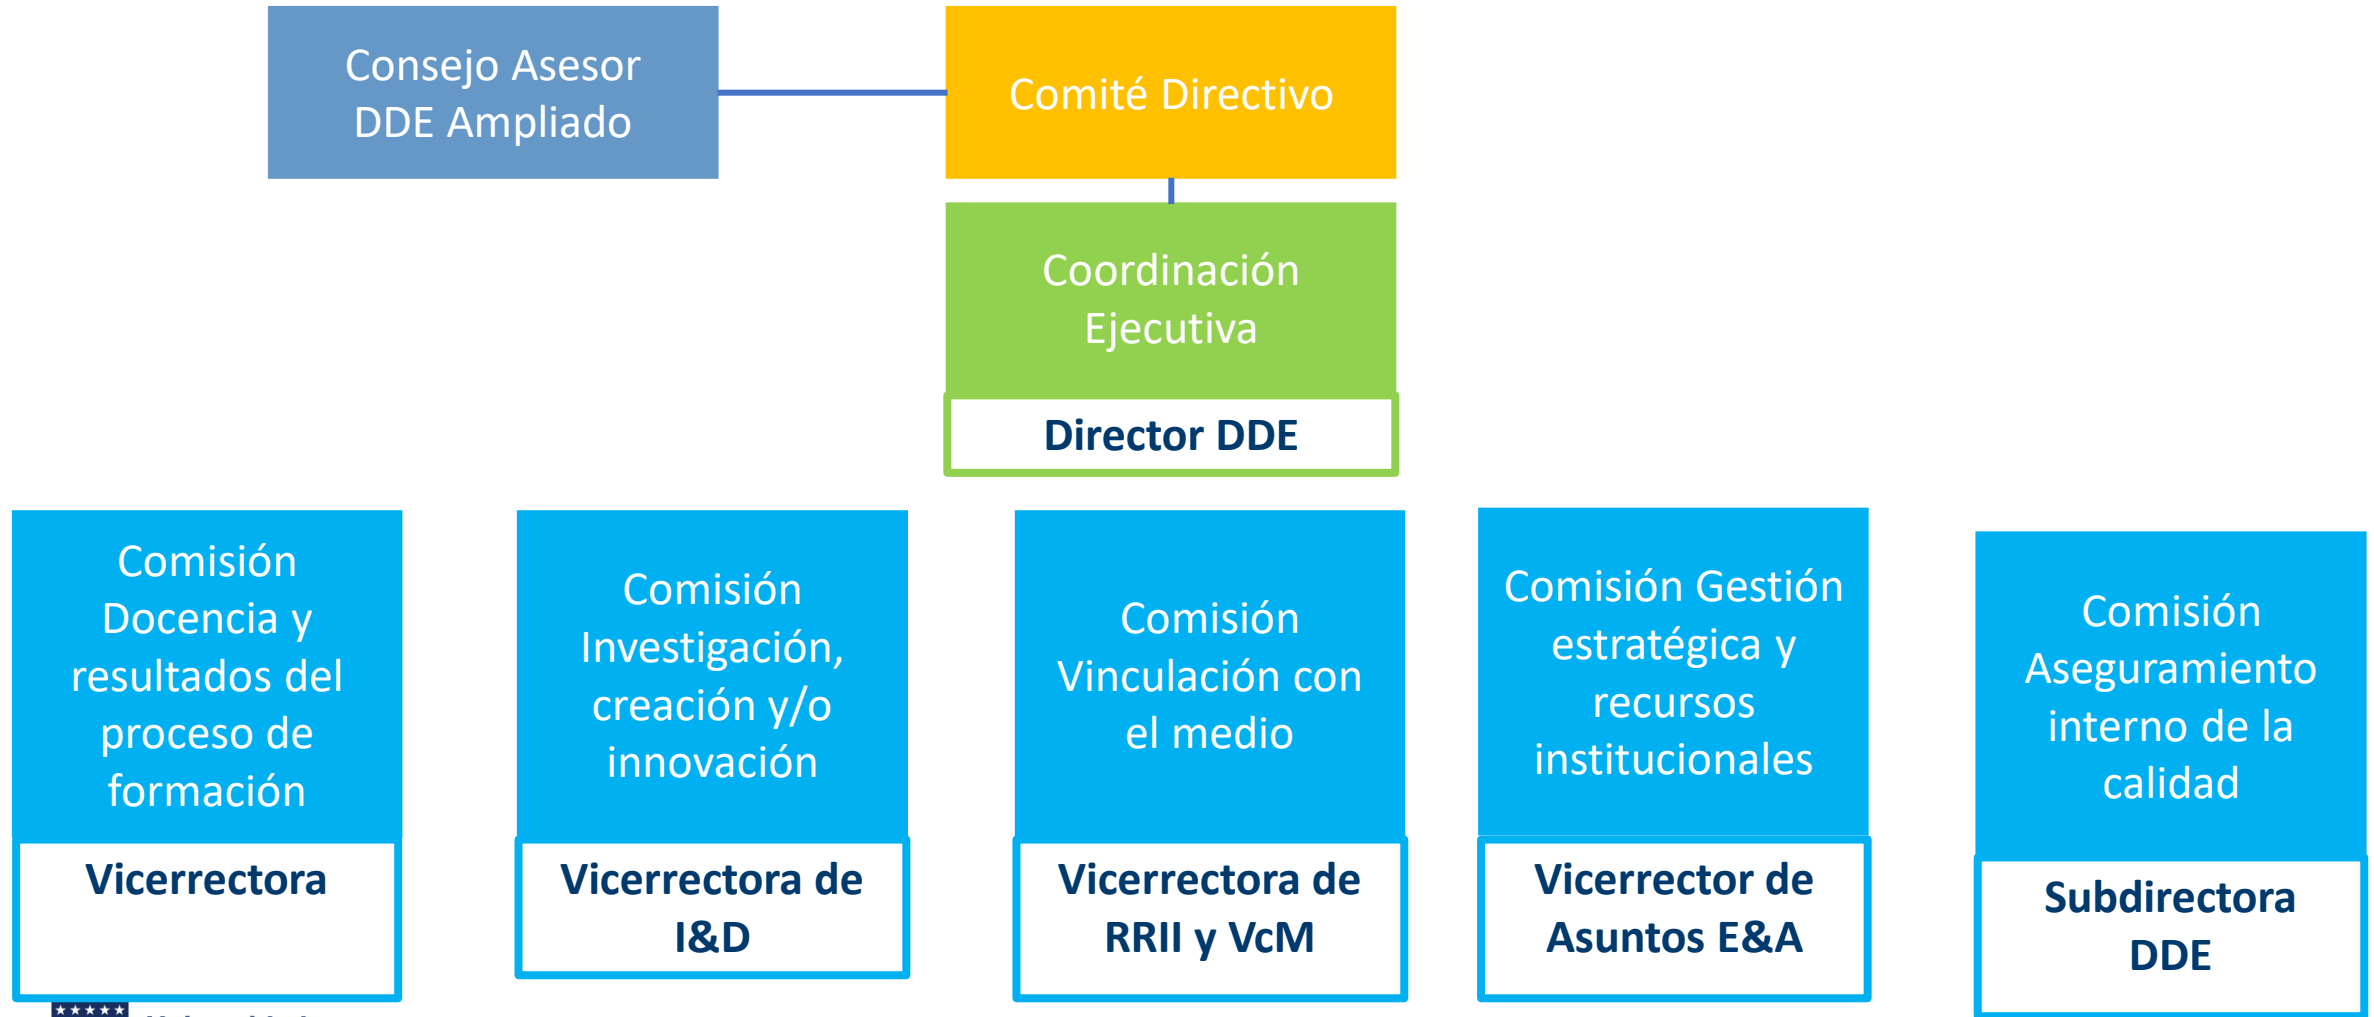 Consejo Asesor
DDE Ampliado
Comité Directivo
Coordinación
Ejecutiva
Director DDE
Comisión
Docencia y
resultados del
proceso de
formación
Vicerrectora
Comisión
Investigación,
creación y/o
innovación
Vicerrectora de
I&D
Comisión
Vinculación con
el medio
Vicerrectora de
RRII y VcM
Comisión Gestión
estratégica y
recursos
institucionales
Vicerrector de
Asuntos E&A
Comisión
Aseguramiento
interno de la
calidad
Subdirectora
DDE